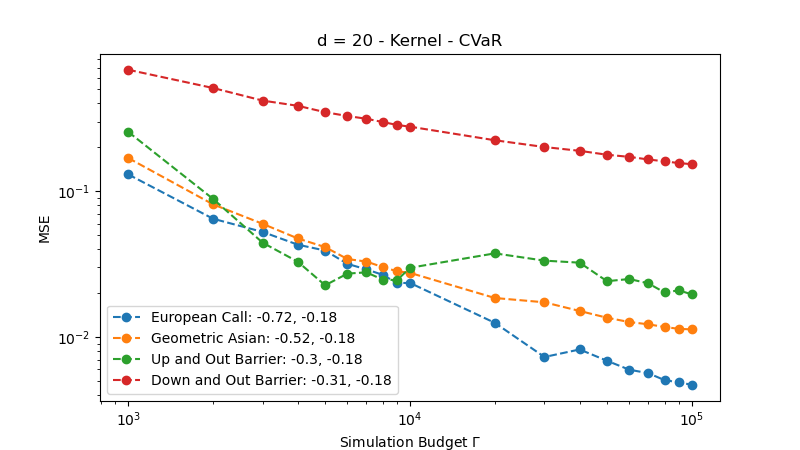 d = 20 - Kernel - CVaR
MSE
10⁻¹
10⁻²
European Call: -0.72, -0.18
Geometric Asian: -0.52, -0.18
Up and Out Barrier: -0.3, -0.18
Down and Out Barrier: -0.31, -0.18
10³ 10⁴ 10⁵
Simulation Budget Γ